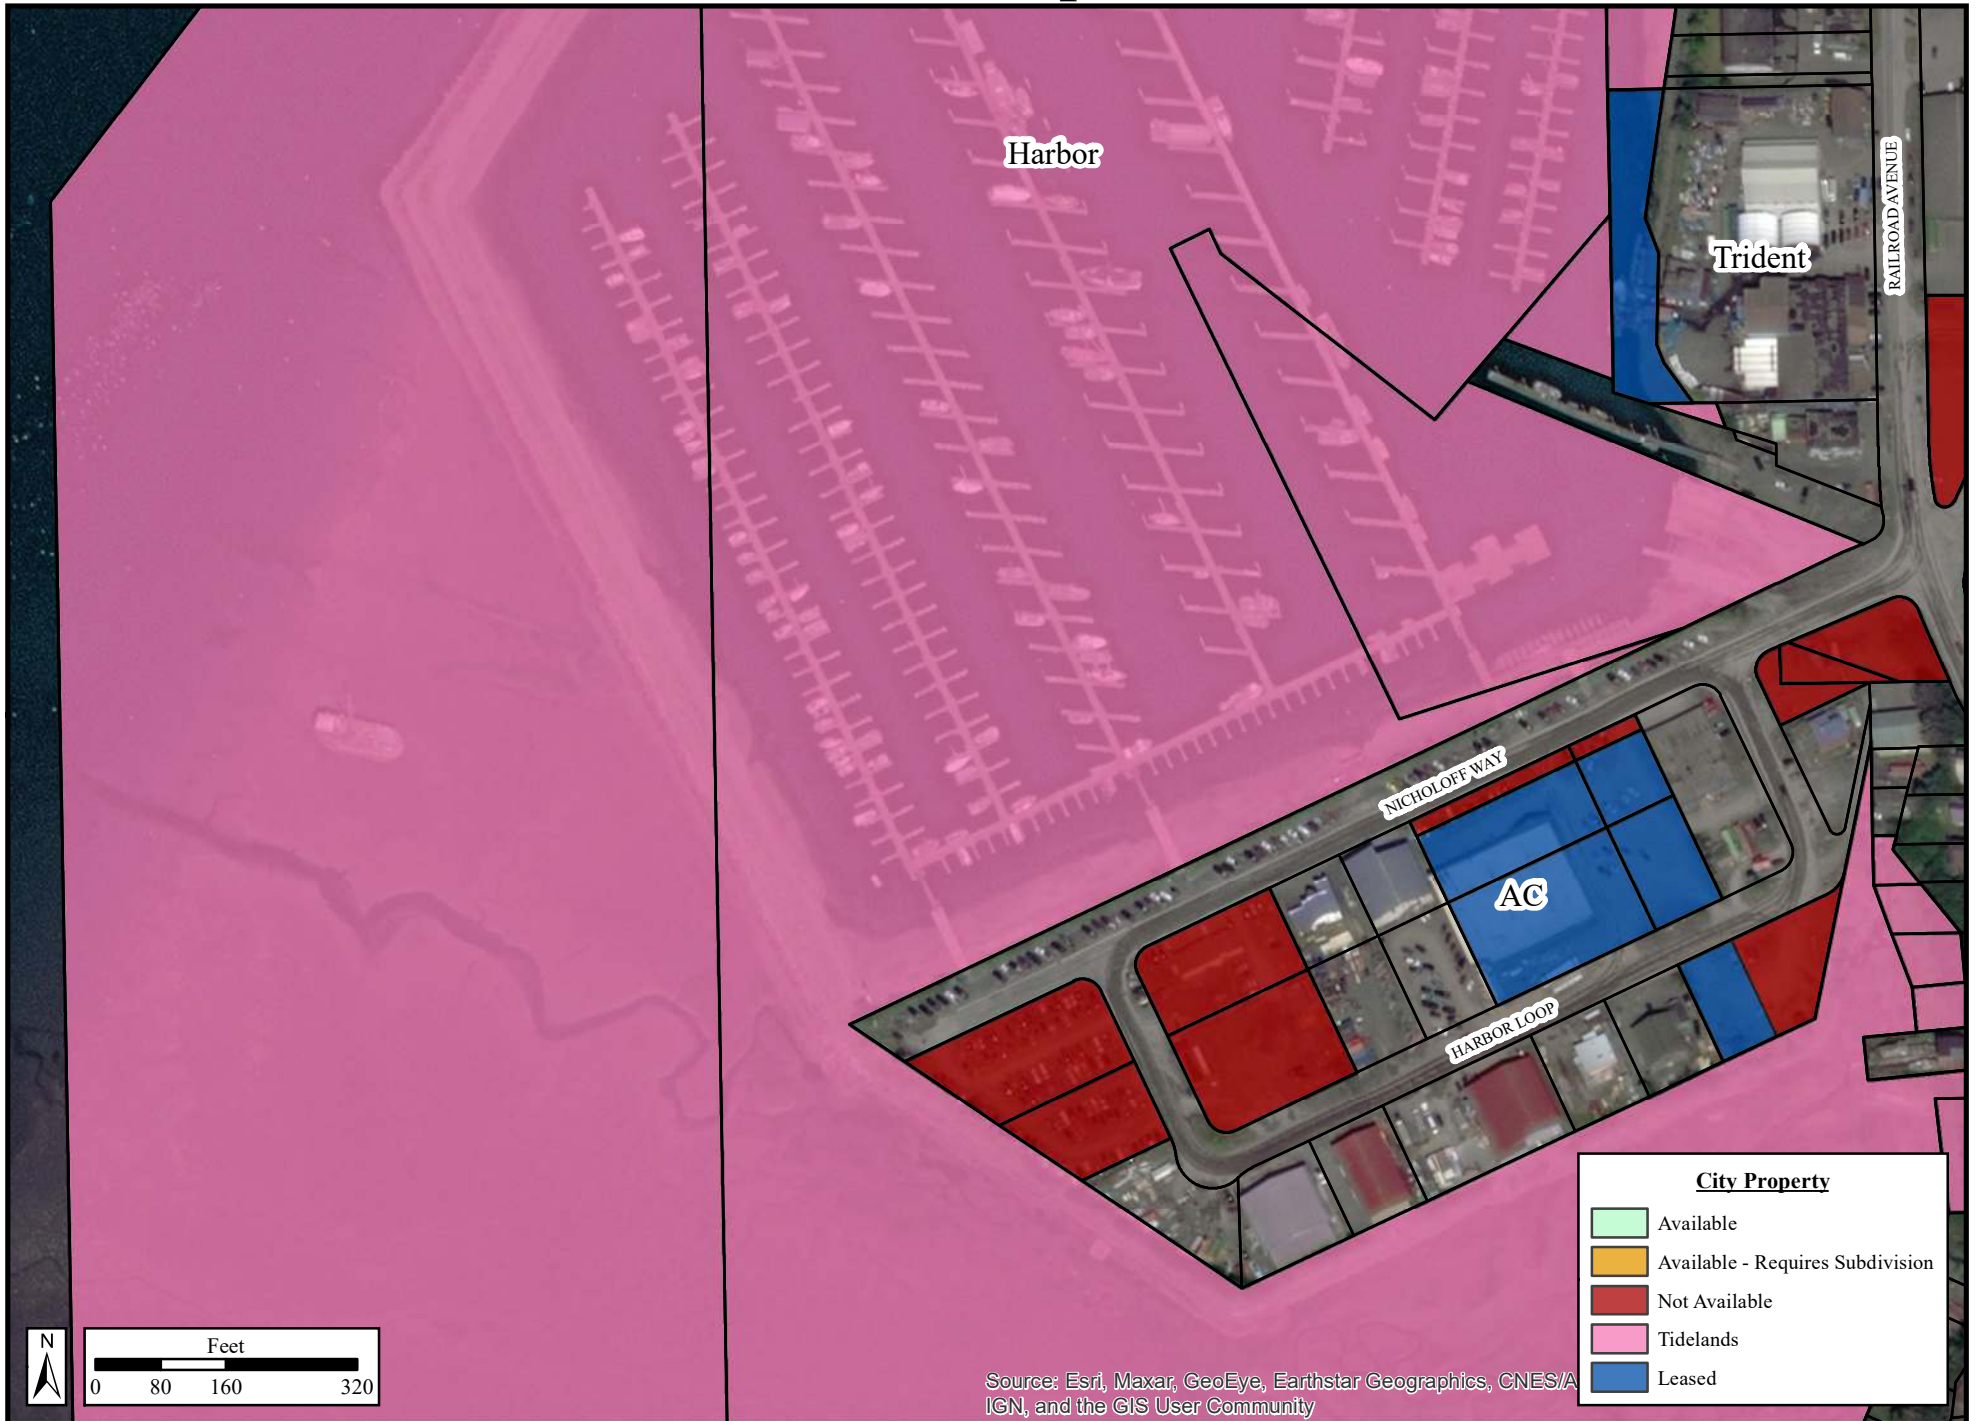 Harbor
RAILROAD AVENUE
Trident
NICHOLOFF WAY
AC
HARBOR LOOP
City Property
Available
Available - Requires Subdivision
Not Available
Tidelands
Leased
N
Feet
0 80 160 320
Source: Esri, Maxar, GeoEye, Earthstar Geographics, CNES/A
IGN, and the GIS User Community